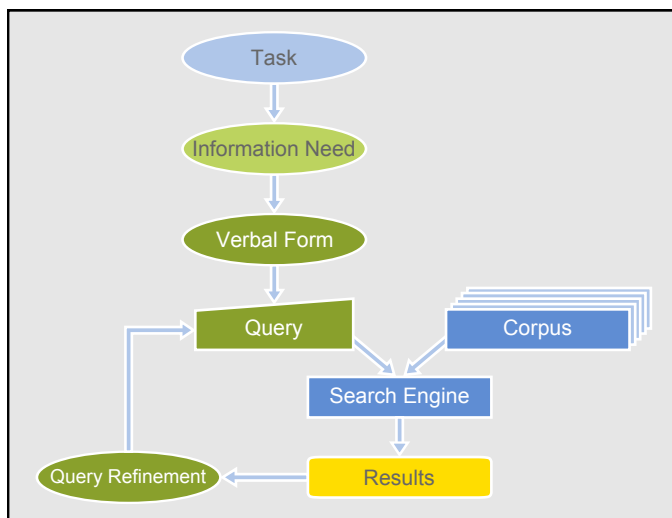 Task
Information Need
Verbal Form
Query
Corpus
Search Engine
Query Refinement
Results